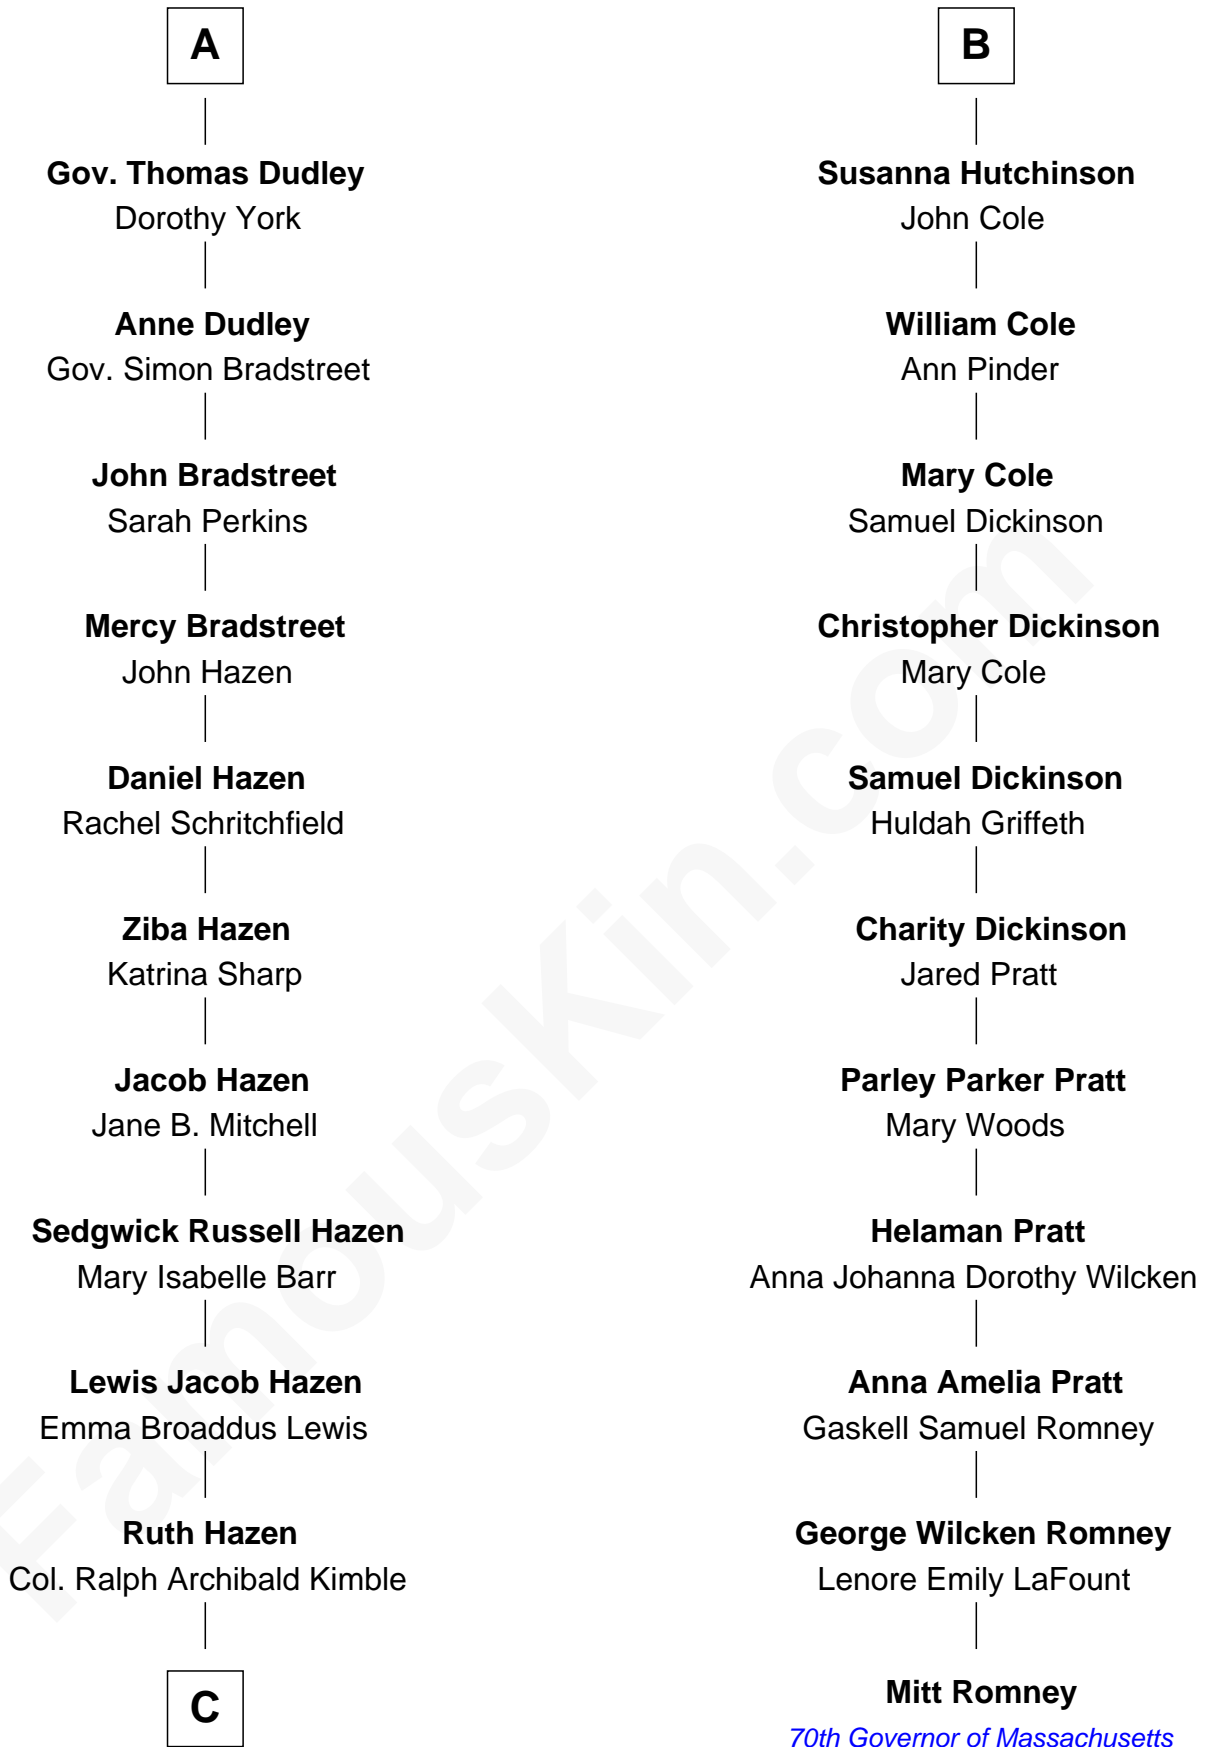 A
Gov. Thomas Dudley
Dorothy York
Anne Dudley
Gov. Simon Bradstreet
John Bradstreet
Sarah Perkins
Mercy Bradstreet
John Hazen
Daniel Hazen
Rachel Schritchfield
Ziba Hazen
Katrina Sharp
Jacob Hazen
Jane B. Mitchell
Sedgwick Russell Hazen
Mary Isabelle Barr
Lewis Jacob Hazen
Emma Broaddus Lewis
Ruth Hazen
Col. Ralph Archibald Kimble
C
B
Susanna Hutchinson
John Cole
William Cole
Ann Pinder
Mary Cole
Samuel Dickinson
Christopher Dickinson
Mary Cole
Samuel Dickinson
Huldah Griffeth
Charity Dickinson
Jared Pratt
Parley Parker Pratt
Mary Woods
Helaman Pratt
Anna Johanna Dorothy Wilcken
Anna Amelia Pratt
Gaskell Samuel Romney
George Wilcken Romney
Lenore Emily LaFount
Mitt Romney
70th Governor of Massachusetts
FamousKin.com